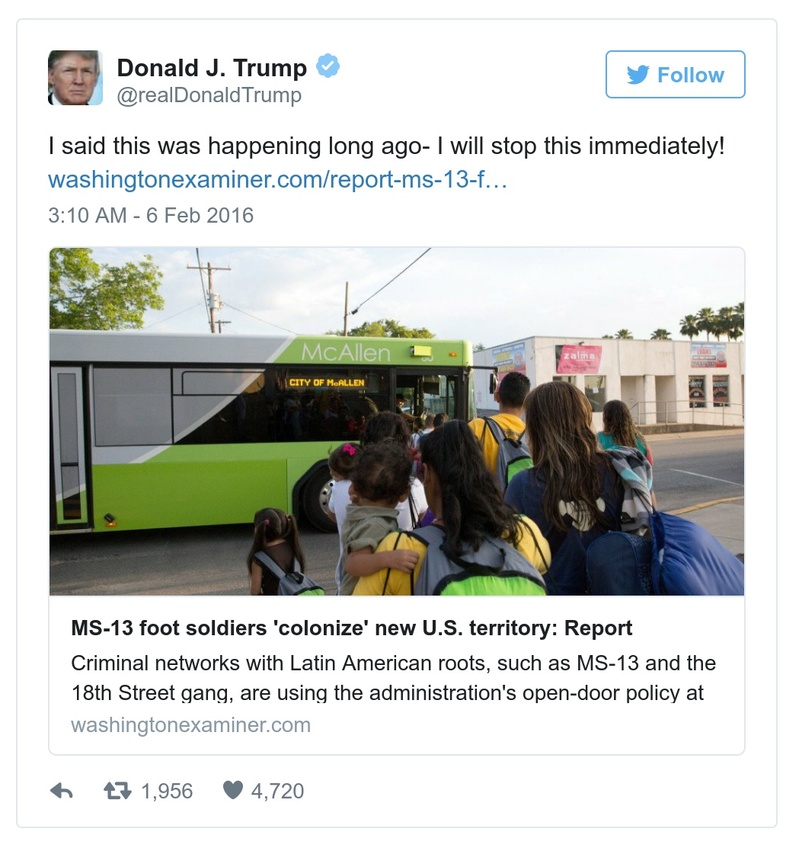 Donald J. Trump
@realDonaldTrump
Follow
I said this was happening long ago- I will stop this immediately!
washingtonexaminer.com/report-ms-13-f…
3:10 AM - 6 Feb 2016
McAllen
CITY OF McALLEN
zalma
MS-13 foot soldiers 'colonize' new U.S. territory: Report
Criminal networks with Latin American roots, such as MS-13 and the
18th Street gang, are using the administration's open-door policy at
washingtonexaminer.com
1,956
4,720